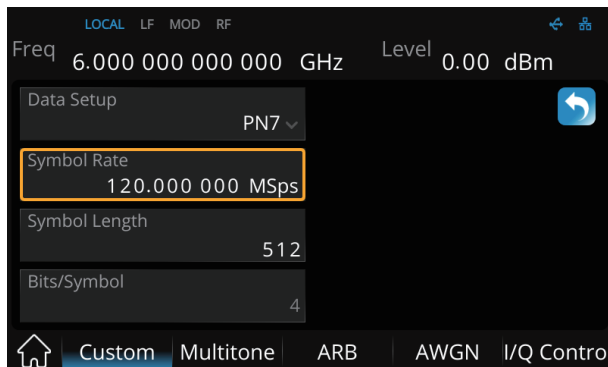 LOCAL LF MOD RF
Freq 6.000 000 000 000 GHz Level 0.00 dBm
Data Setup
PN7
Symbol Rate
120.000 000 MSps
Symbol Length
512
Bits/Symbol
4
Custom Multitone ARB AWGN I/Q Contro